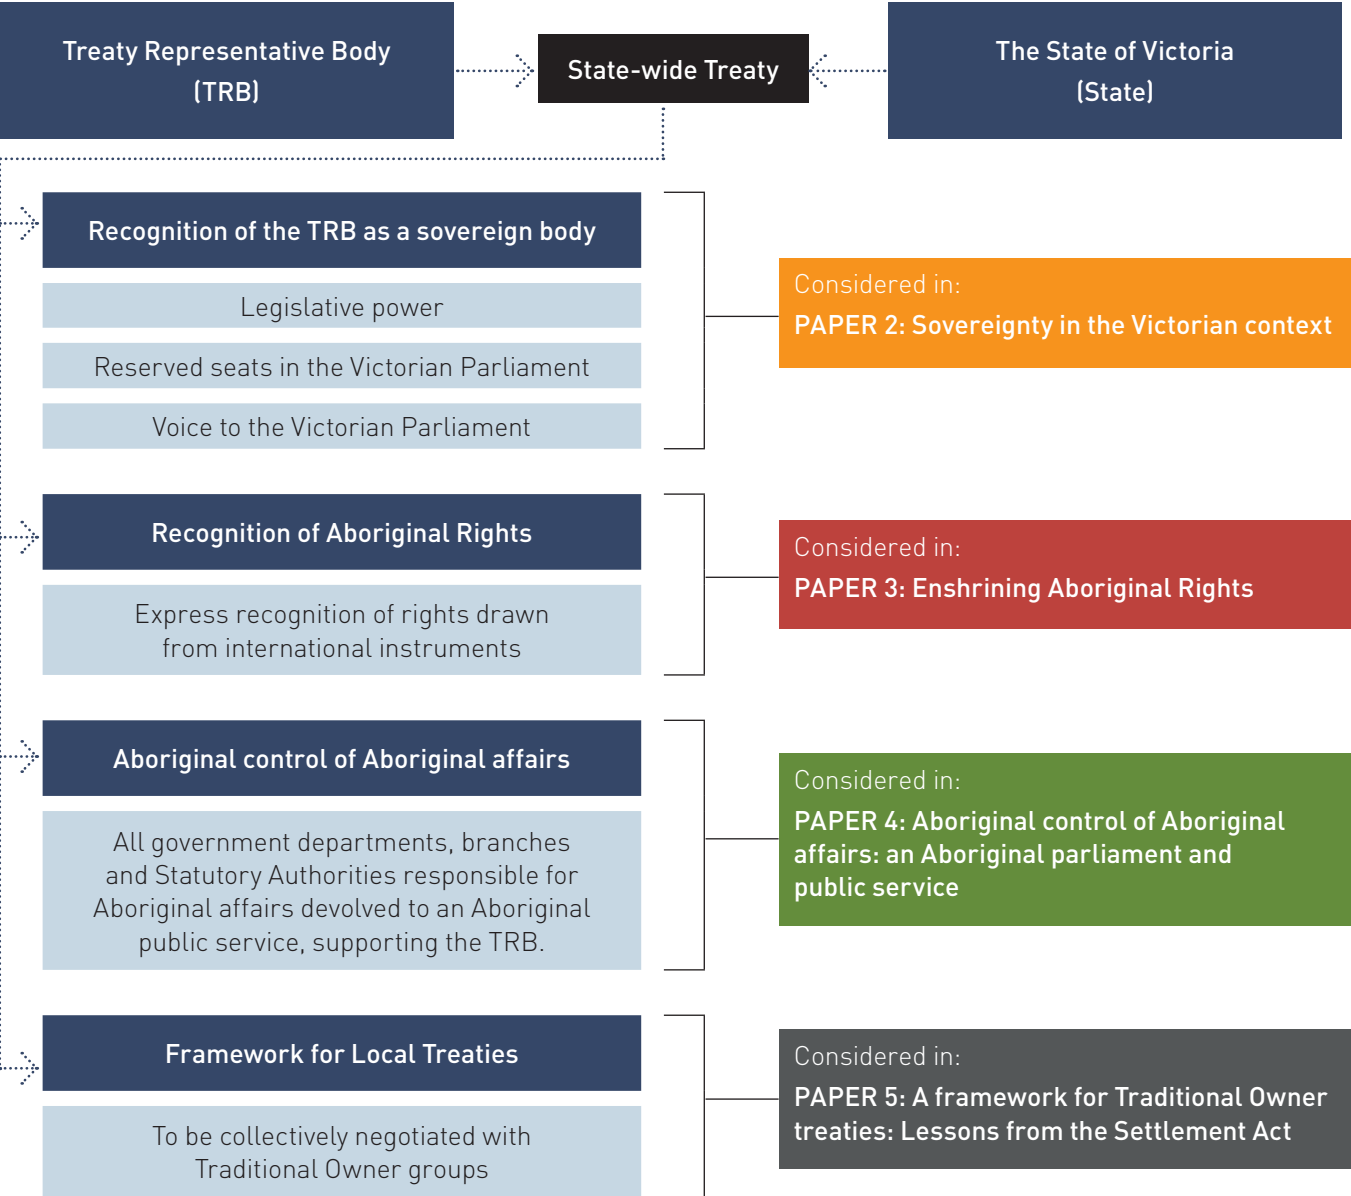 Treaty Representative Body
(TRB)
State-wide Treaty
The State of Victoria
(State)
Recognition of the TRB as a sovereign body
Legislative power
Reserved seats in the Victorian Parliament
Voice to the Victorian Parliament
Considered in:
PAPER 2: Sovereignty in the Victorian context
Recognition of Aboriginal Rights
Express recognition of rights drawn
from international instruments
Considered in:
PAPER 3: Enshrining Aboriginal Rights
Aboriginal control of Aboriginal affairs
All government departments, branches
and Statutory Authorities responsible for
Aboriginal affairs devolved to an Aboriginal
public service, supporting the TRB.
Considered in:
PAPER 4: Aboriginal control of Aboriginal
affairs: an Aboriginal parliament and
public service
Framework for Local Treaties
To be collectively negotiated with
Traditional Owner groups
Considered in:
PAPER 5: A framework for Traditional Owner
treaties: Lessons from the Settlement Act